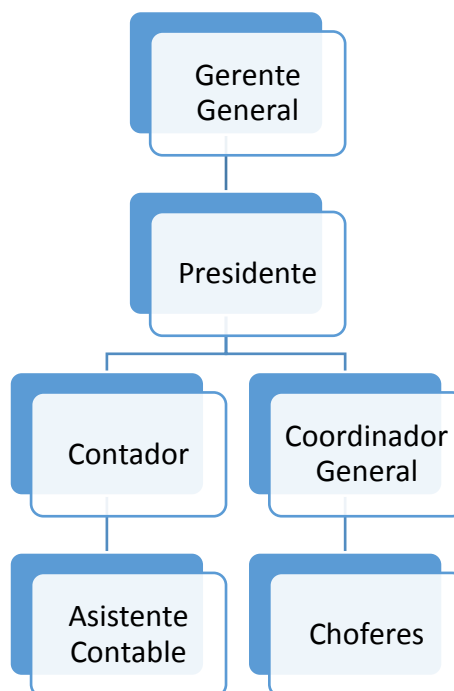 Gerente
General
Presidente
Contador
Coordinador
General
Asistente
Contable
Choferes